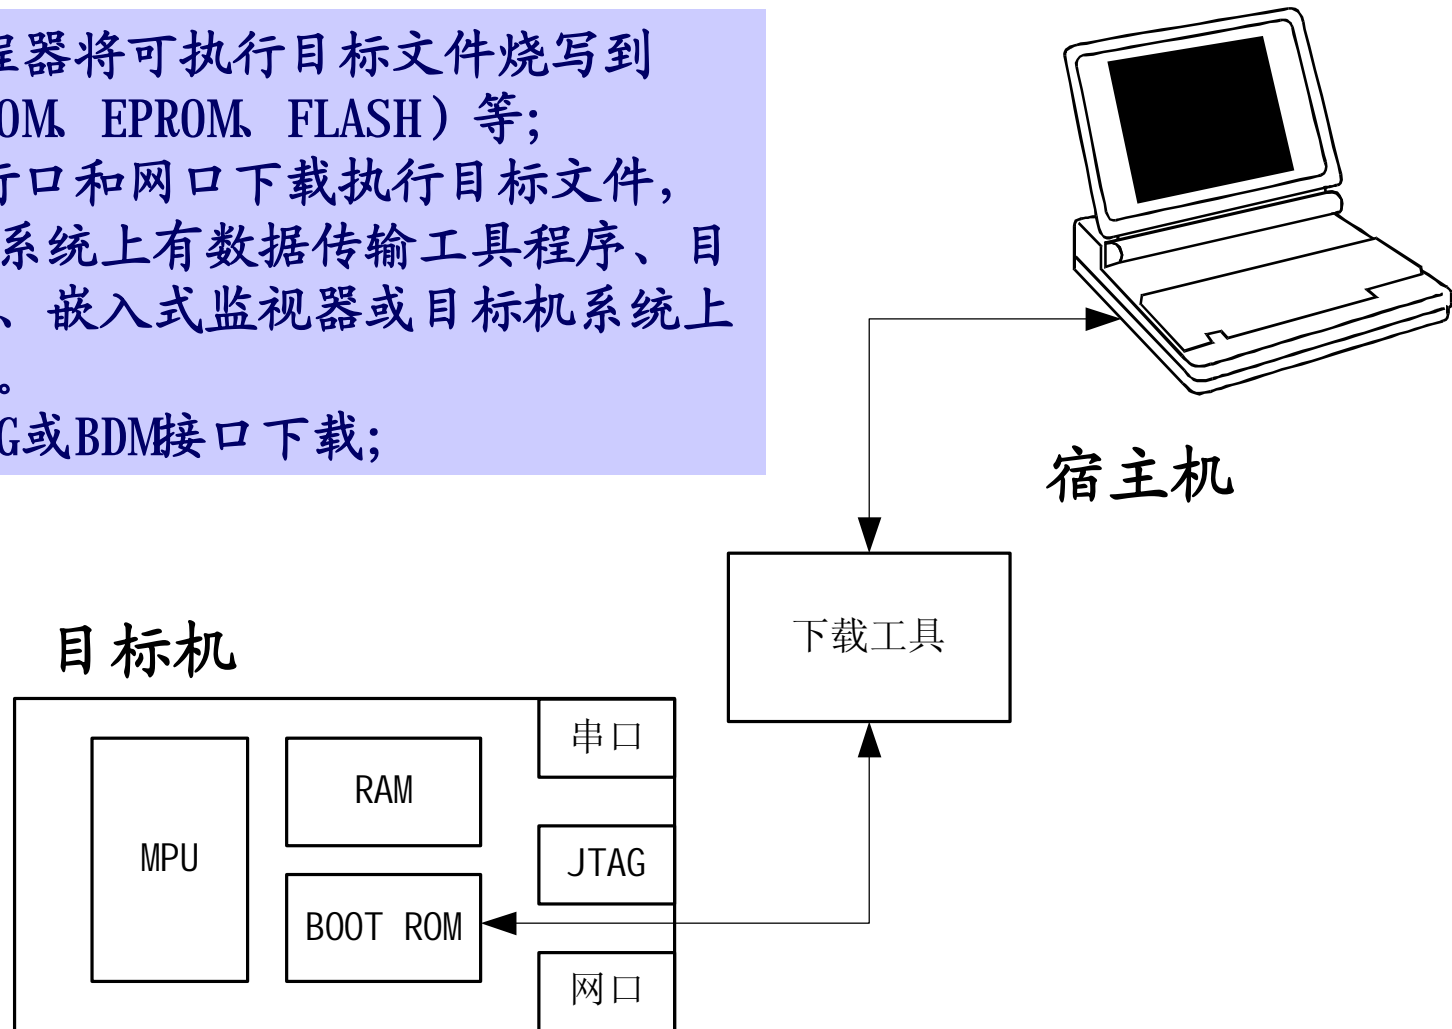 程器将可执行目标文件烧写到
OM、EPROM、FLASH）等；
行口和网口下载执行目标文件，
系统上有数据传输工具程序、目
、嵌入式监视器或目标机系统上
。
G或BDM接口下载；
宿主机
下载工具
目标机
串口
RAM
MPU
JTAG
BOOT ROM
网口